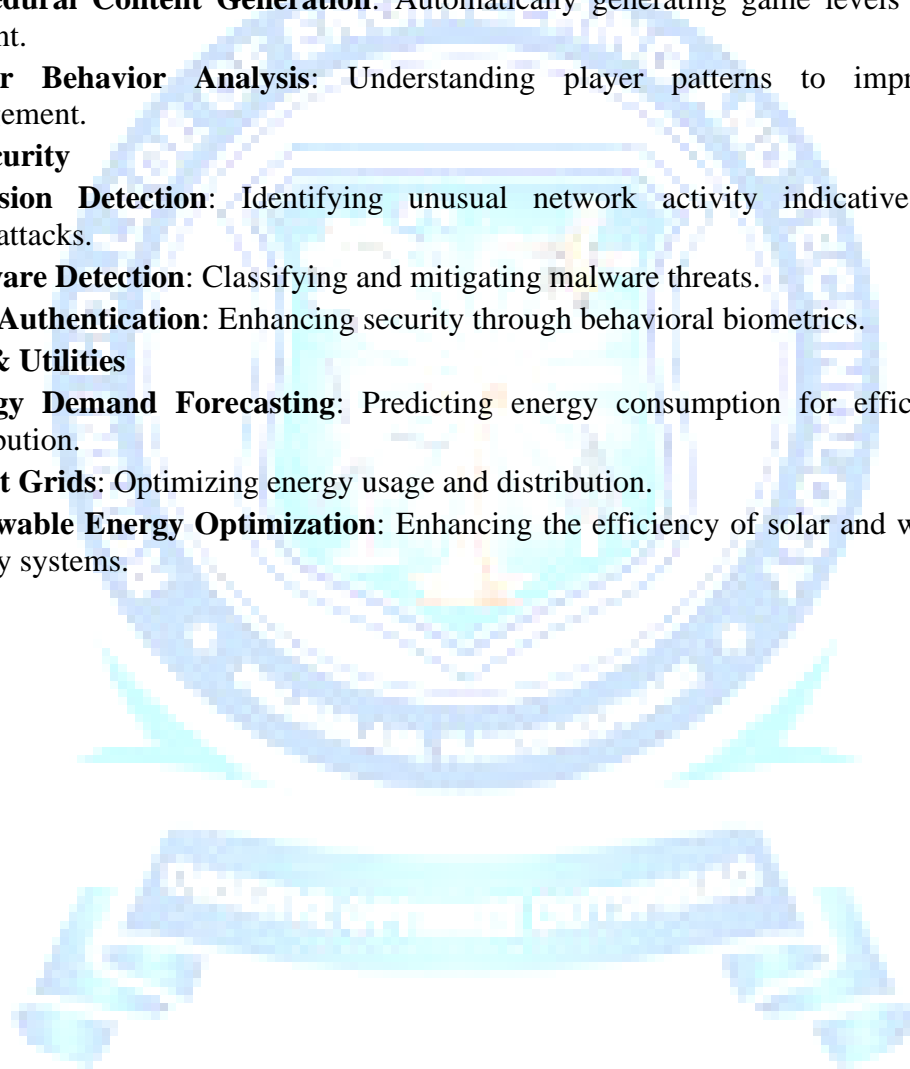 edural Content Generation: Automatically generating game levels
nt.
r Behavior Analysis: Understanding player patterns to impr
ement.
curity
sion Detection: Identifying unusual network activity indicative
attacks.
ware Detection: Classifying and mitigating malware threats.
Authentication: Enhancing security through behavioral biometrics.
& Utilities
gy Demand Forecasting: Predicting energy consumption for effic
bution.
t Grids: Optimizing energy usage and distribution.
wable Energy Optimization: Enhancing the efficiency of solar and w
y systems.